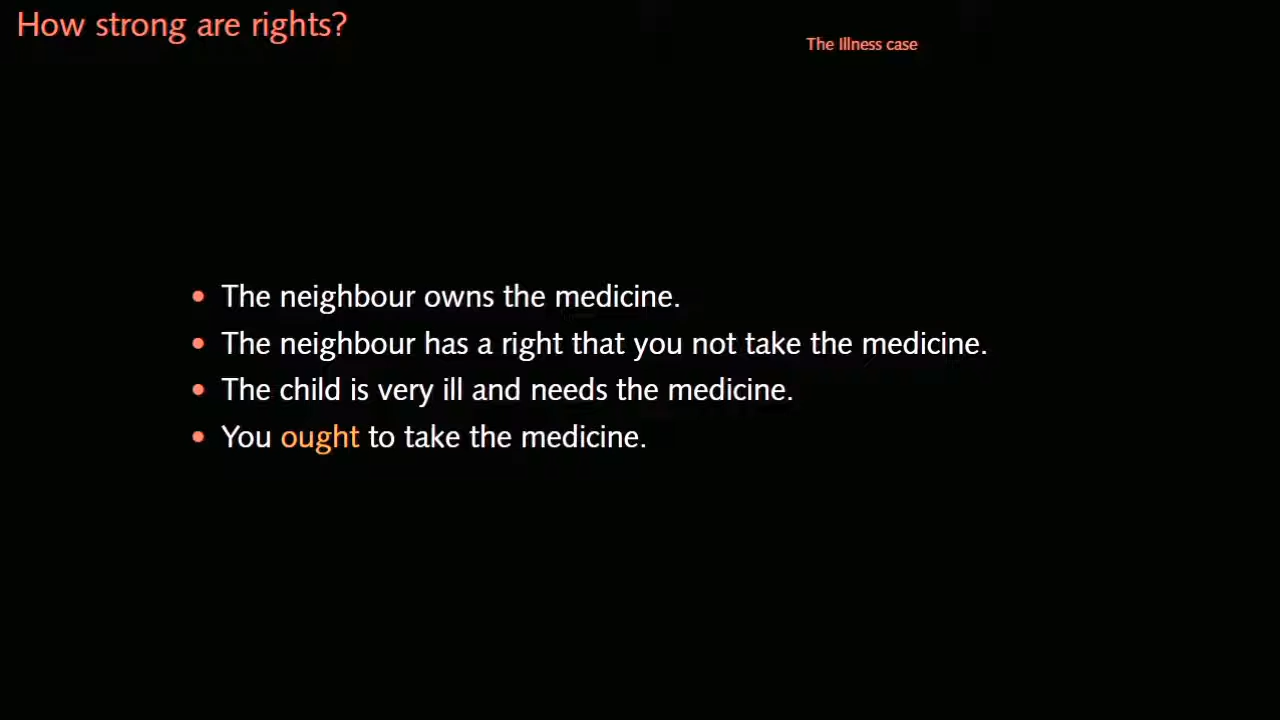 How strong are rights?
The Illness case
• The neighbour owns the medicine.
• The neighbour has a right that you not take the medicine.
• The child is very ill and needs the medicine.
• You ought to take the medicine.